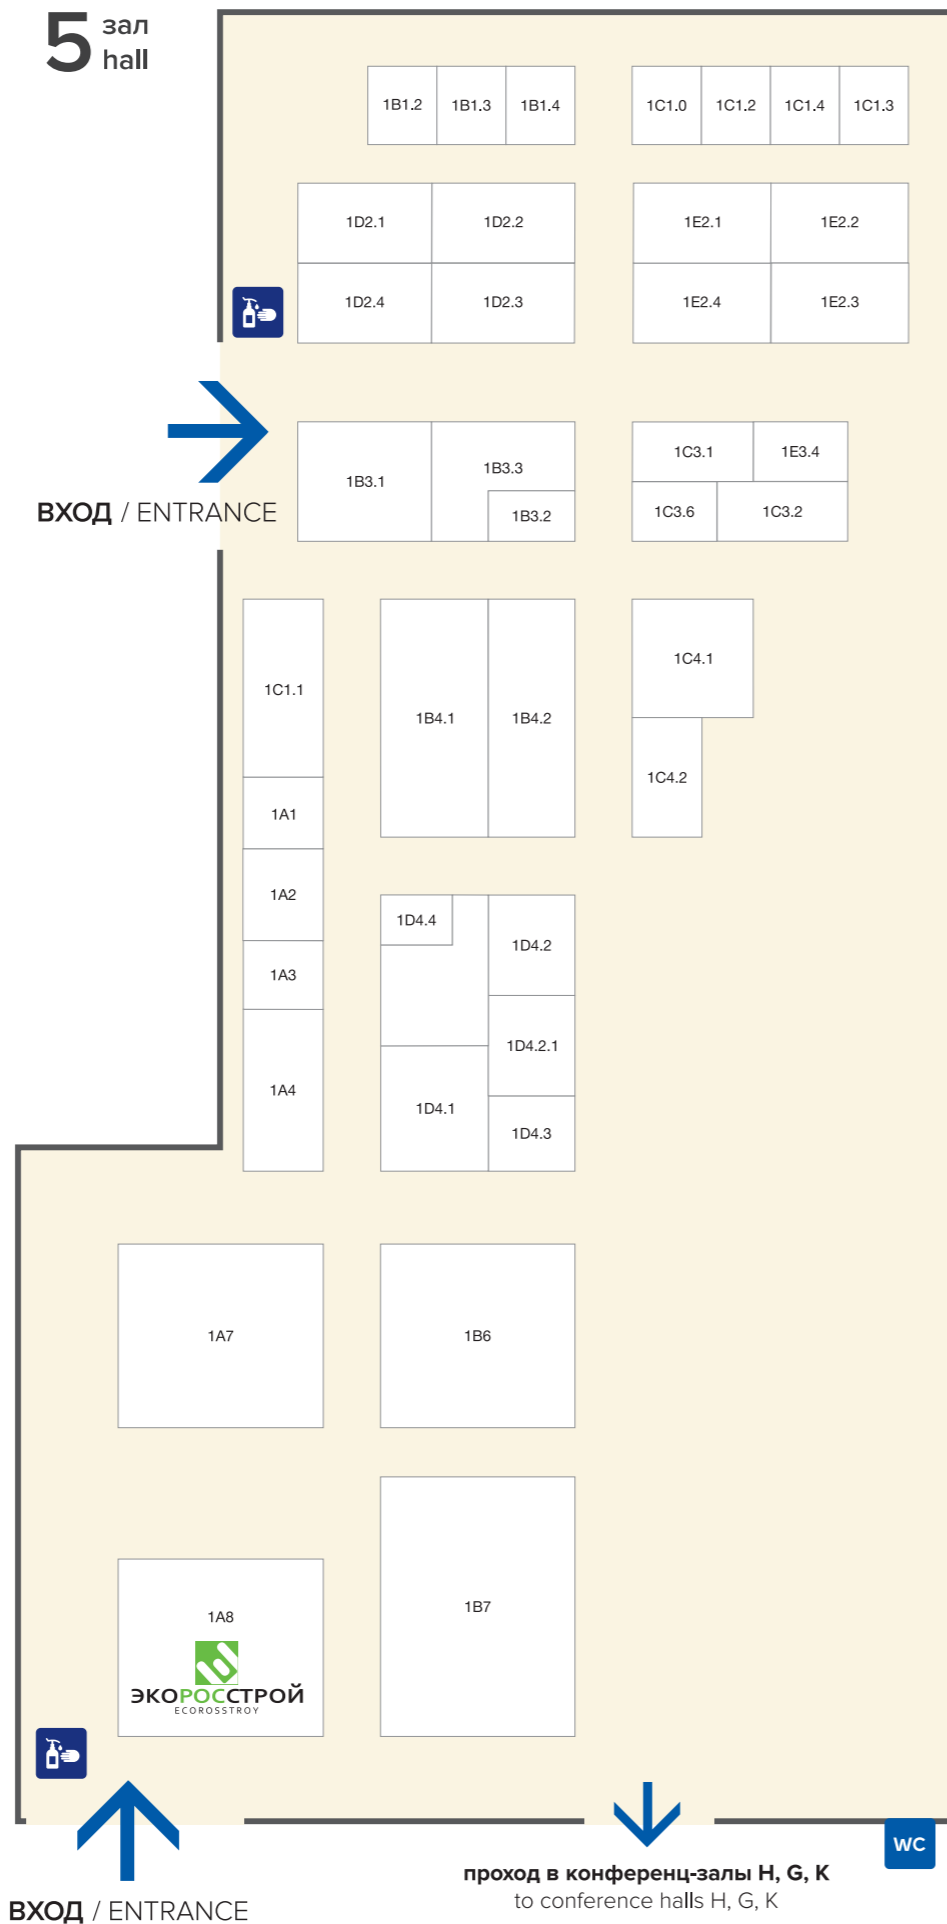 5 зал
hall
1B1.2 1B1.3 1B1.4 1C1.0 1C1.2 1C1.4 1C1.3
1D2.1 1D2.2 1E2.1 1E2.2
1D2.4 1D2.3 1E2.4 1E2.3
1B3.1 1B3.3 1C3.1 1E3.4
1B3.2 1C3.6 1C3.2
ВХОД / ENTRANCE
1C1.1 1B4.1 1B4.2 1C4.1
1C4.2
1A1
1A2
1D4.4 1D4.2
1A3
1D4.2.1
1A4 1D4.1
1D4.3
1A7 1B6
1A8 1B7
ЭКОРОССТРОЙ
ECOROSSTROY
WC
проход в конференц-залы H, G, K
to conference halls H, G, K
ВХОД / ENTRANCE